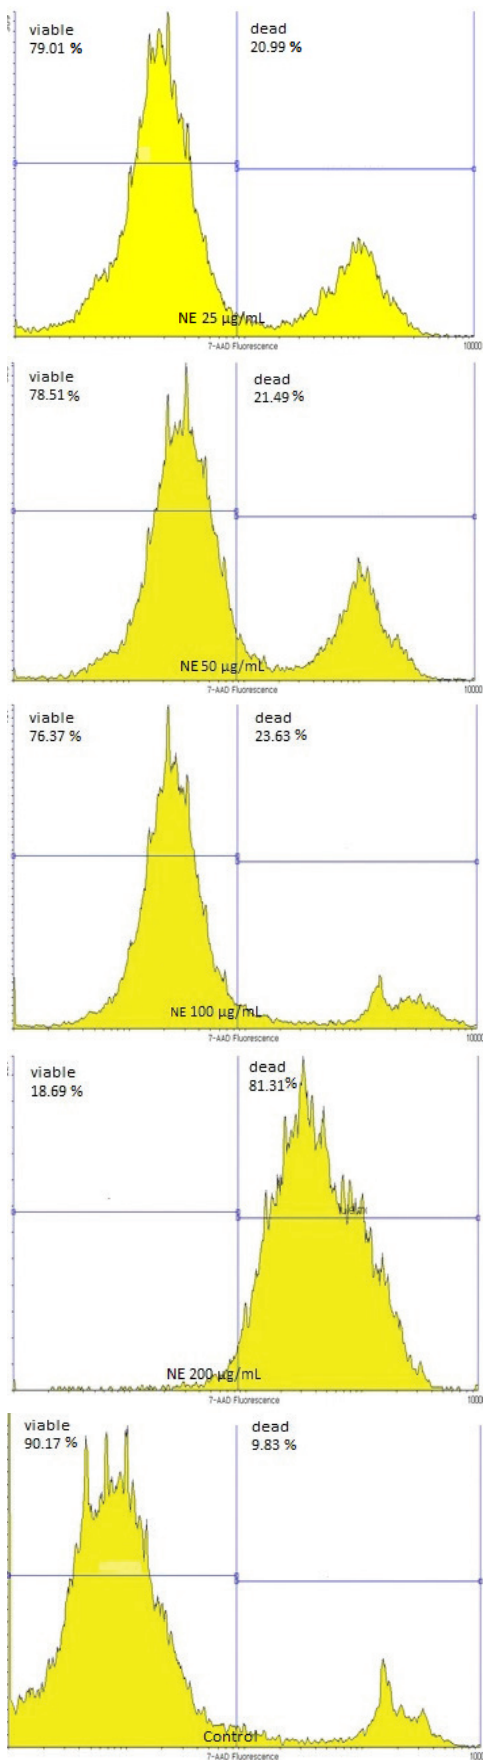 viable
79.01 %
dead
20.99 %
NE 25 µg/mL
7-AAD Fluorescence
10000
viable
78.51 %
dead
21.49 %
NE 50 µg/mL
7-AAD Fluorescence
10000
viable
76.37 %
dead
23.63 %
NE 100 µg/mL
7-AAD Fluorescence
10000
viable
18.69 %
dead
81.31%
NE 200 µg/mL
7-AAD Fluorescence
viable
90.17 %
dead
9.83 %
Control
7-AAD Fluorescence